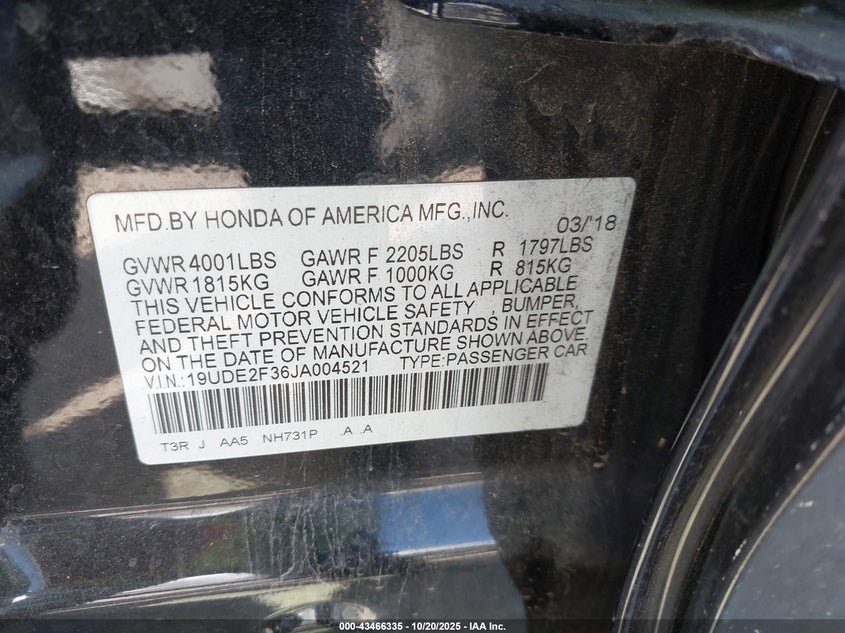 MFD.BY HONDA OF AMERICA MFG.,INC. 03/'18
GVWR 4001LBS GAWR F 2205LBS R 1797LBS
GVWR 1815KG GAWR F 1000KG R 815KG
THIS VEHICLE CONFORMS TO ALL APPLICABLE
FEDERAL MOTOR VEHICLE SAFETY , BUMPER,
AND THEFT PREVENTION STANDARDS IN EFFECT
ON THE DATE OF MANUFACTURE SHOWN ABOVE.
V.I.N.:19UDE2F36JA004521 TYPE:PASSENGER CAR
T3R J AA5 NH731P .A .A
000-43466335 - 10/20/2025 - IAA Inc.